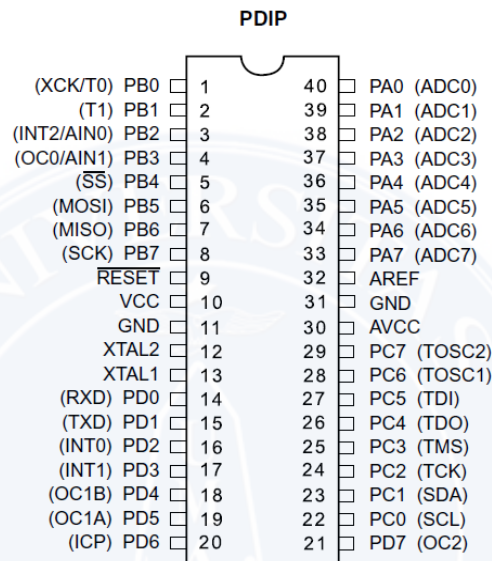 PDIP
(XCK/T0) PB0 1 40 PA0 (ADC0)
(T1) PB1 2 39 PA1 (ADC1)
(INT2/AIN0) PB2 3 38 PA2 (ADC2)
(OC0/AIN1) PB3 4 37 PA3 (ADC3)
(SS) PB4 5 36 PA4 (ADC4)
(MOSI) PB5 6 35 PA5 (ADC5)
(MISO) PB6 7 34 PA6 (ADC6)
(SCK) PB7 8 33 PA7 (ADC7)
RESET 9 32 AREF
VCC 10 31 GND
GND 11 30 AVCC
XTAL2 12 29 PC7 (TOSC2)
XTAL1 13 28 PC6 (TOSC1)
(RXD) PD0 14 27 PC5 (TDI)
(TXD) PD1 15 26 PC4 (TDO)
(INT0) PD2 16 25 PC3 (TMS)
(INT1) PD3 17 24 PC2 (TCK)
(OC1B) PD4 18 23 PC1 (SDA)
(OC1A) PD5 19 22 PC0 (SCL)
(ICP) PD6 20 21 PD7 (OC2)